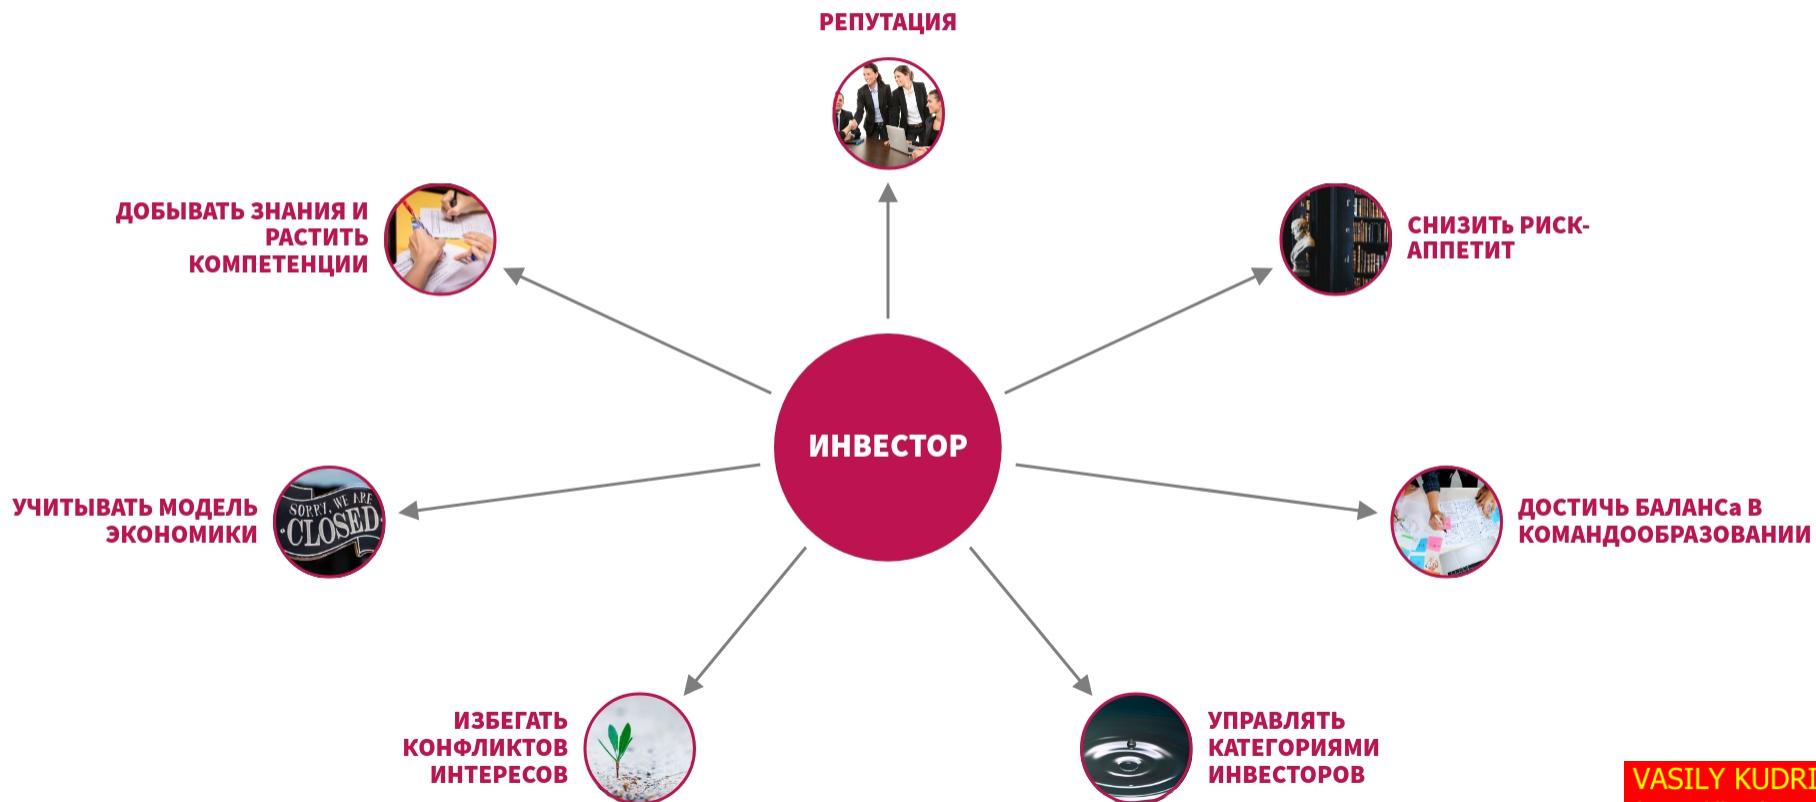 РЕПУТАЦИЯ
ДОБЫВАТЬ ЗНАНИЯ И
РАСТИТЬ
КОМПЕТЕНЦИИ
СНИЗИТЬ РИСК-
АППЕТИТ
ИНВЕСТОР
УЧИТЫВАТЬ МОДЕЛЬ
ЭКОНОМИКИ
SORRY, WE ARE
CLOSED
ДОСТИЧЬ БАЛАНСа В
КОМАНДООБРАЗОВАНИИ
ИЗБЕГАТЬ
КОНФЛИКТОВ
ИНТЕРЕСОВ
УПРАВЛЯТЬ
КАТЕГОРИЯМИ
ИНВЕСТОРОВ
VASILY KUDRI